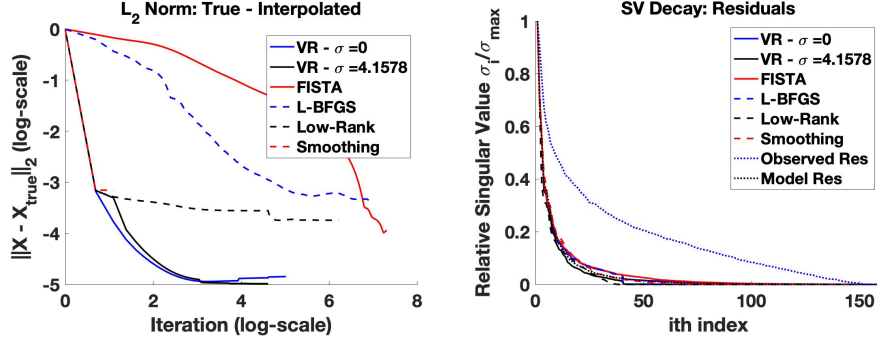 L2 Norm: True - Interpolated
||X - Xtrue||2 (log-scale)
0
-1
-2
-3
-4
-5
0
2
4
6
8
Iteration (log-scale)
VR - σ =0
VR - σ =4.1578
FISTA
L-BFGS
Low-Rank
Smoothing
SV Decay: Residuals
Relative Singular Value σi/σmax
1
0.8
0.6
0.4
0.2
0
0
50
100
150
ith index
VR - σ =0
VR - σ =4.1578
FISTA
L-BFGS
Low-Rank
Smoothing
Observed Res
Model Res